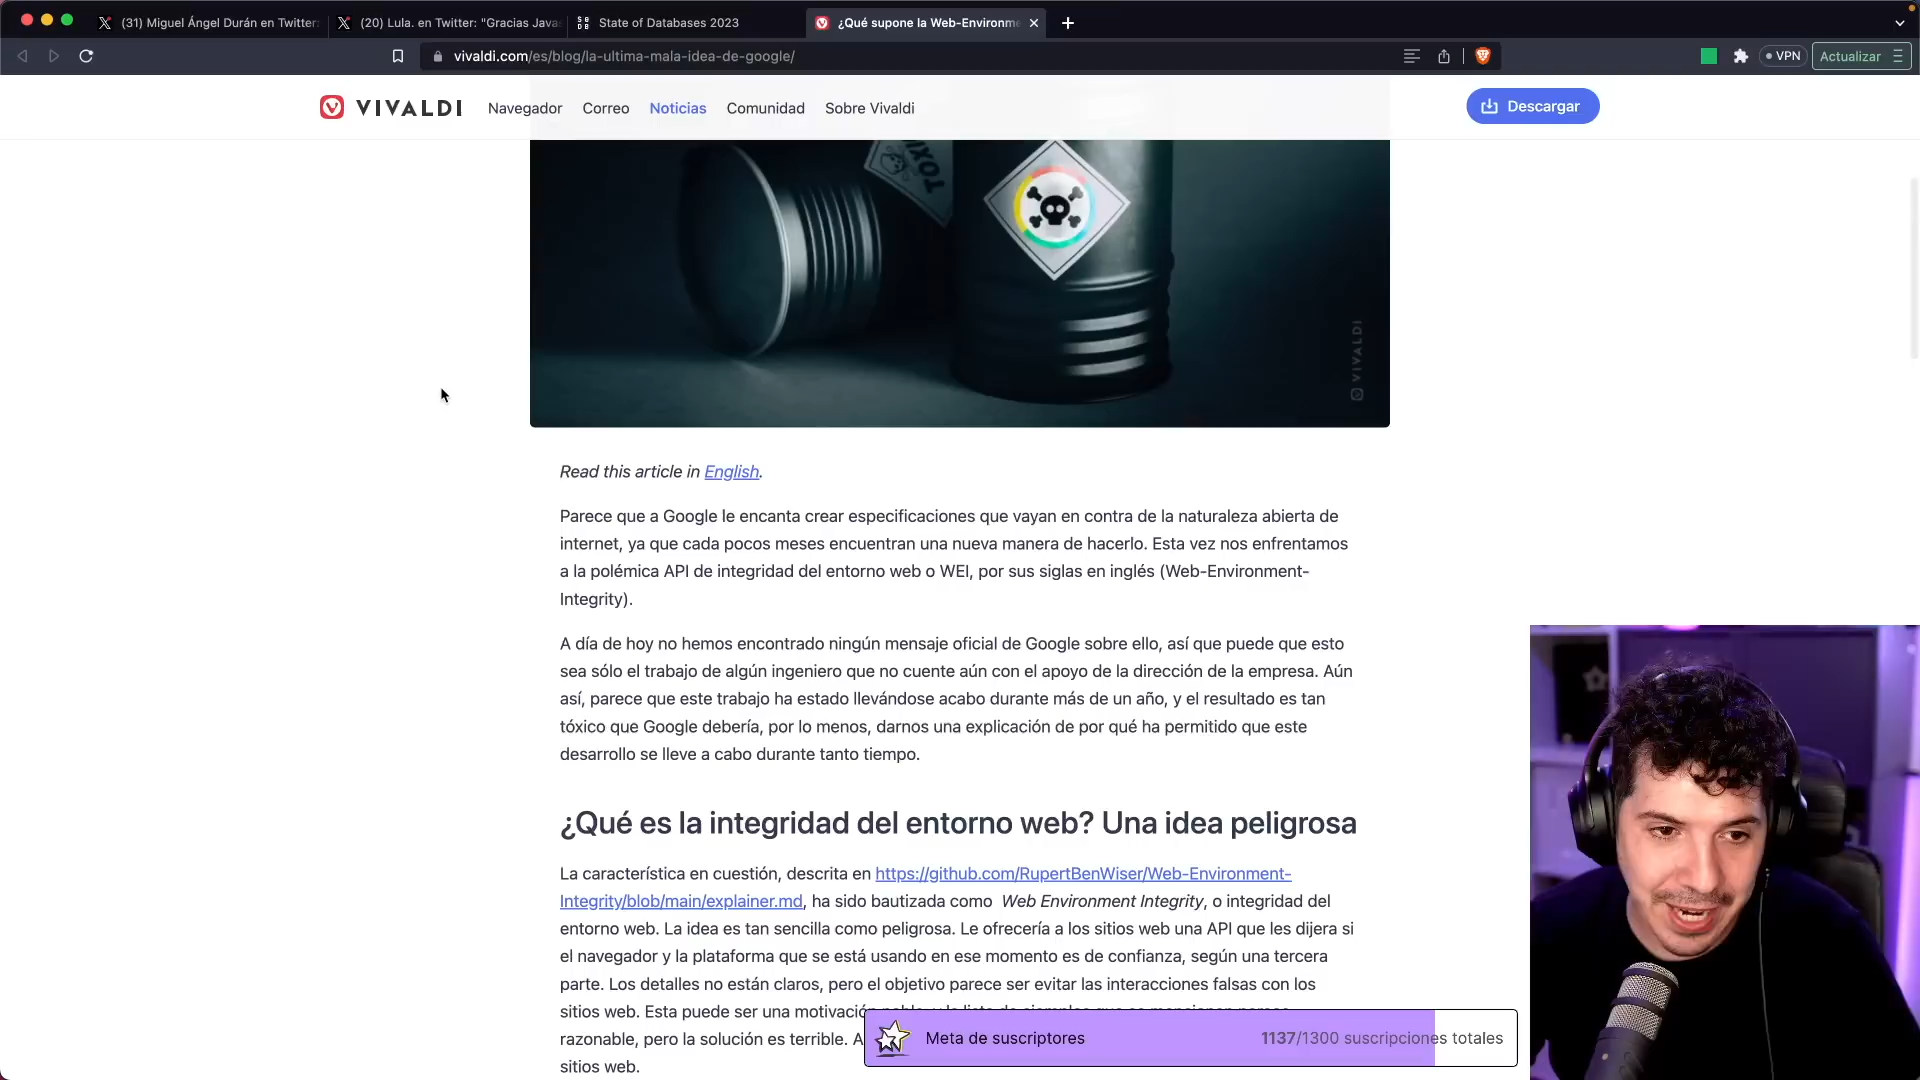 (31) Miguel Ángel Durán en Twitter:
(20) Lula. en Twitter: "Gracias Javas
State of Databases 2023
¿Qué supone la Web-Environme
vivaldi.com/es/blog/la-ultima-mala-idea-de-google/
VPN
Actualizar
VIVALDI
Navegador
Correo
Noticias
Comunidad
Sobre Vivaldi
Descargar
TOXIC
VIVALDI
Read this article in English.
Parece que a Google le encanta crear especificaciones que vayan en contra de la naturaleza abierta de
internet, ya que cada pocos meses encuentran una nueva manera de hacerlo. Esta vez nos enfrentamos
a la polémica API de integridad del entorno web o WEI, por sus siglas en inglés (Web-Environment-
Integrity).
A día de hoy no hemos encontrado ningún mensaje oficial de Google sobre ello, así que puede que esto
sea sólo el trabajo de algún ingeniero que no cuente aún con el apoyo de la dirección de la empresa. Aún
así, parece que este trabajo ha estado llevándose acabo durante más de un año, y el resultado es tan
tóxico que Google debería, por lo menos, darnos una explicación de por qué ha permitido que este
desarrollo se lleve a cabo durante tanto tiempo.
¿Qué es la integridad del entorno web? Una idea peligrosa
La característica en cuestión, descrita en https://github.com/RupertBenWiser/Web-Environment-
Integrity/blob/main/explainer.md, ha sido bautizada como Web Environment Integrity, o integridad del
entorno web. La idea es tan sencilla como peligrosa. Le ofrecería a los sitios web una API que les dijera si
el navegador y la plataforma que se está usando en ese momento es de confianza, según una tercera
parte. Los detalles no están claros, pero el objetivo parece ser evitar las interacciones falsas con los
sitios web. Esta puede ser una motivación
razonable, pero la solución es terrible. A
sitios web.
Meta de suscriptores
1137/1300 suscripciones totales